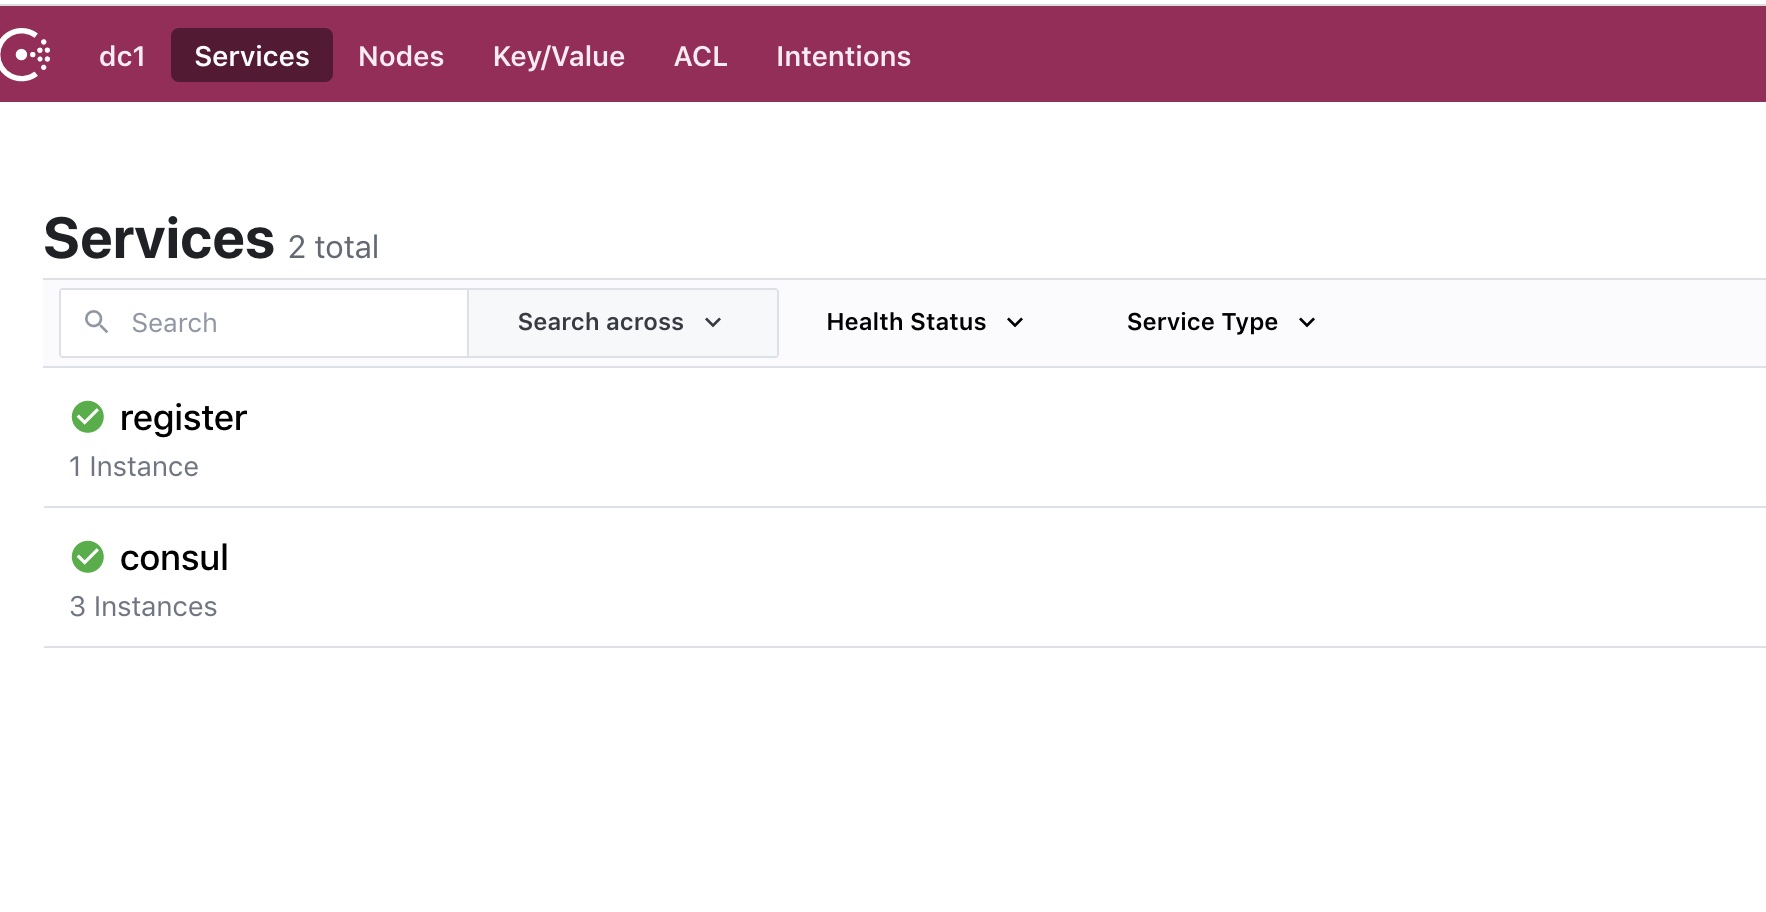 dc1 Services Nodes Key/Value ACL Intentions
Services 2 total
Search Search across Health Status Service Type
register
1 Instance
consul
3 Instances